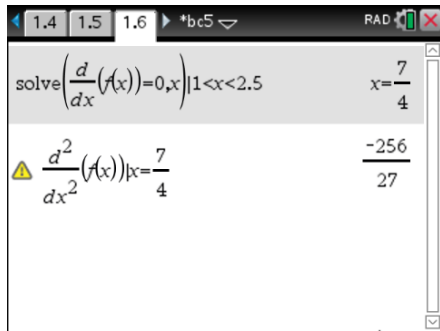 1.4 1.5 1.6 *bc5 RAD
solve(d/dx(f(x))=0,x)|1<x<2.5 x=7/4
d²/dx²(f(x))|x=7/4 -256/27